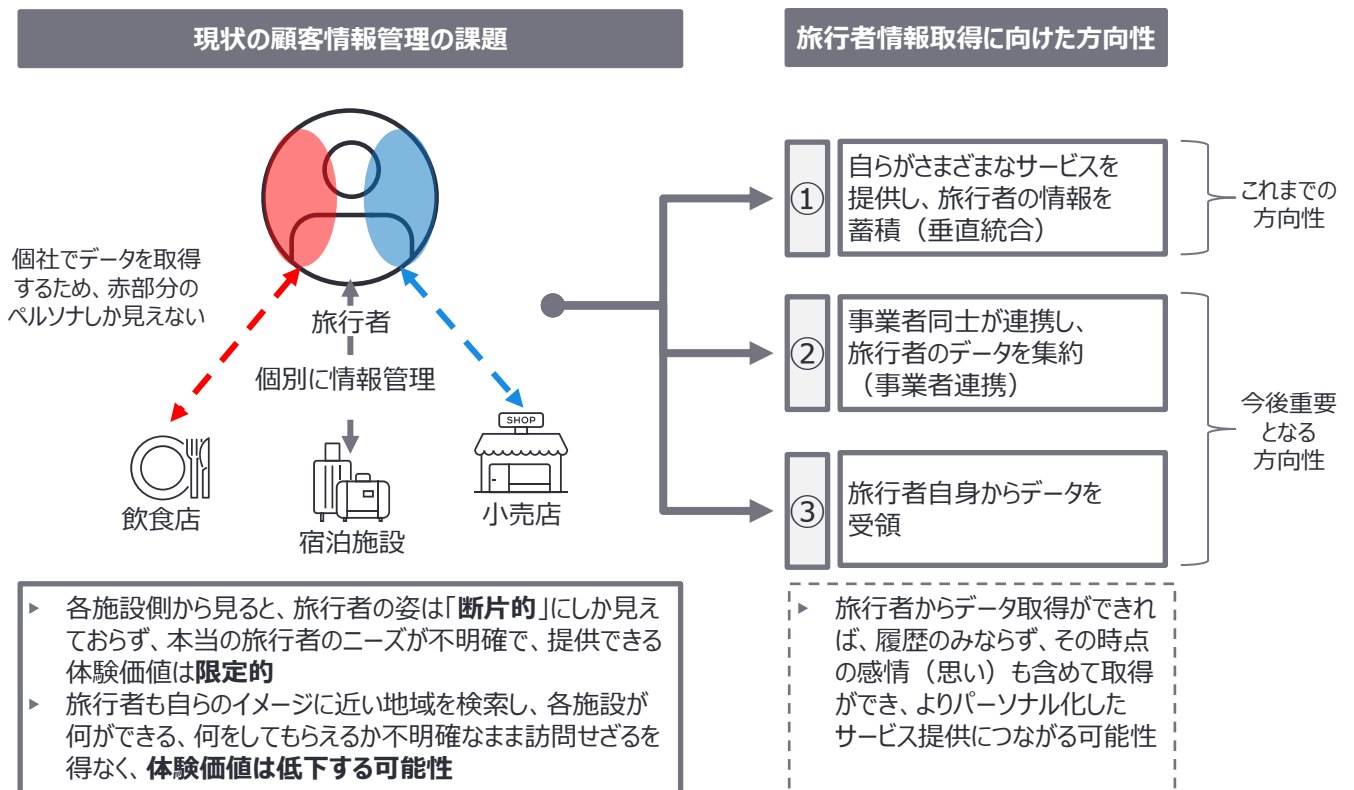 現状の顧客情報管理の課題
旅行者情報取得に向けた方向性
個社でデータを取得
するため、赤部分の
ペルソナしか見えない
旅行者
個別に情報管理
飲食店
宿泊施設
SHOP
小売店
①
自らがさまざまなサービスを
提供し、旅行者の情報を
蓄積（垂直統合）
これまでの
方向性
②
事業者同士が連携し、
旅行者のデータを集約
（事業者連携）
③
旅行者自身からデータを
受領
今後重要
となる
方向性
▶ 各施設側から見ると、旅行者の姿は「断片的」にしか見え
ておらず、本当の旅行者のニーズが不明確で、提供できる
体験価値は限定的
▶ 旅行者も自らのイメージに近い地域を検索し、各施設が
何ができる、何をしてもらえるか不明確なまま訪問せざるを
得なく、体験価値は低下する可能性
▶ 旅行者からデータ取得ができれ
ば、履歴のみならず、その時点
の感情（思い）も含めて取得
ができ、よりパーソナル化した
サービス提供につながる可能性